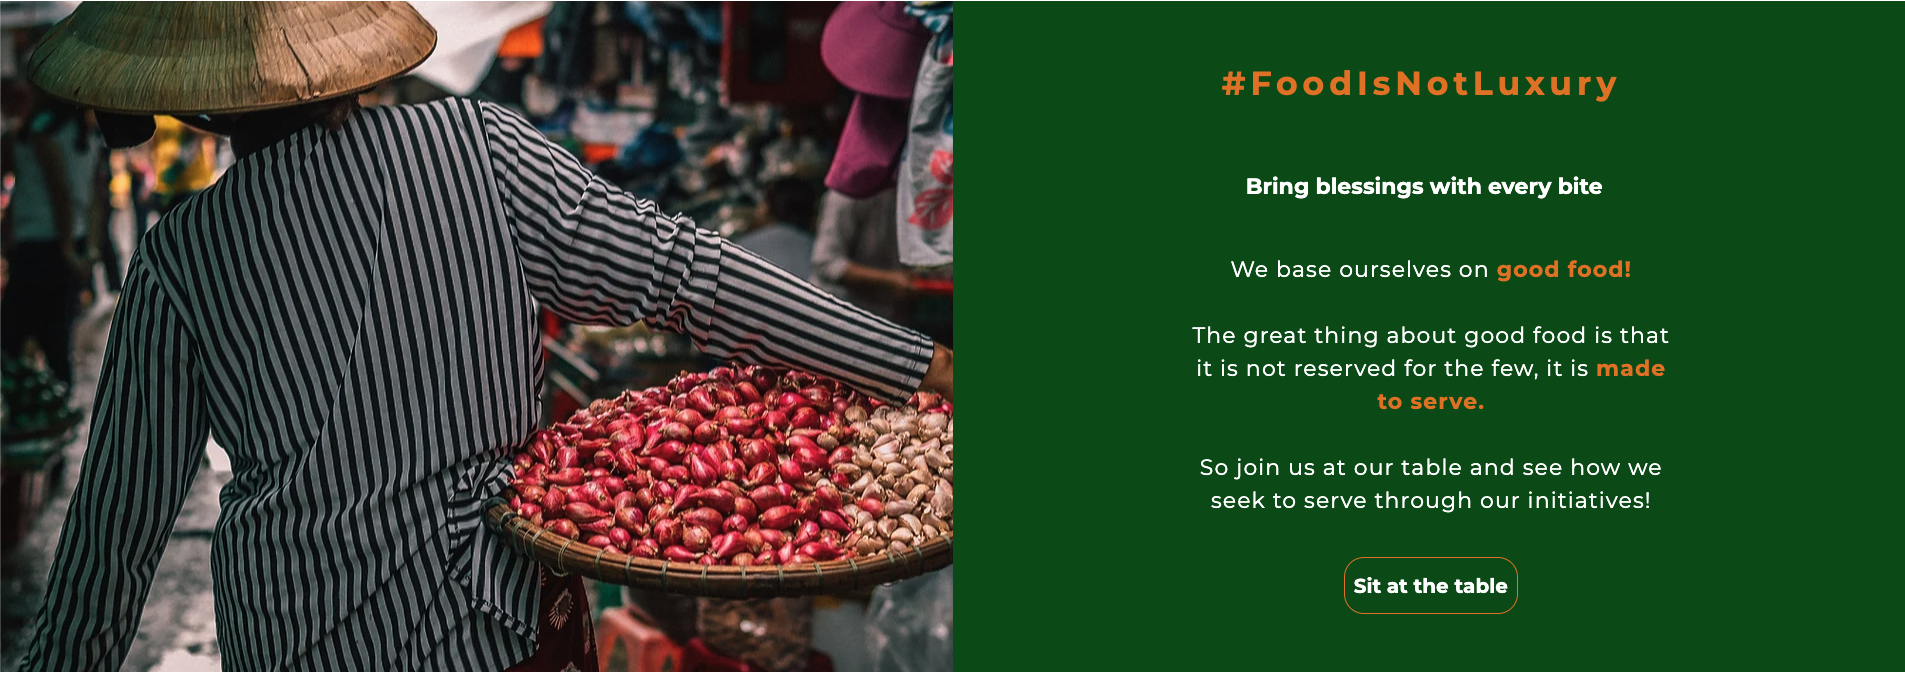 #FoodIsNotLuxury
Bring blessings with every bite
We base ourselves on good food!
The great thing about good food is that
it is not reserved for the few, it is made
to serve.
So join us at our table and see how we
seek to serve through our initiatives!
Sit at the table